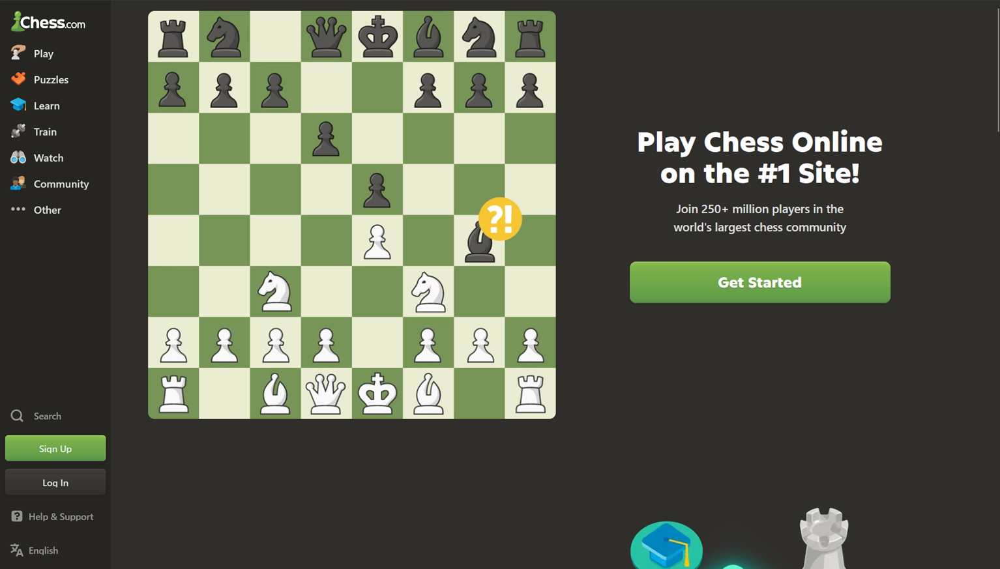 Chess.com
Play
Puzzles
Learn
Train
Watch
Community
Other
Search
Sign Up
Log In
Help & Support
English
?!
Play Chess Online
on the #1 Site!
Join 250+ million players in the
world's largest chess community
Get Started